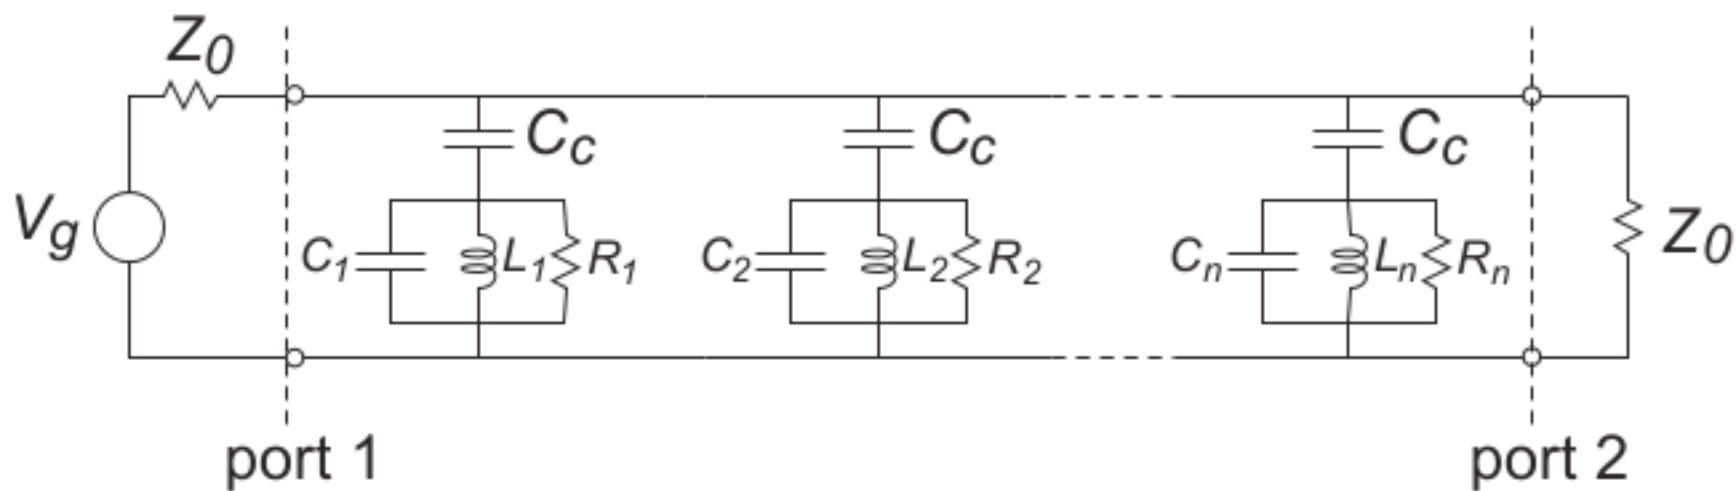 Z0
Cc Cc Cc
Vg C1 L1 R1 C2 L2 R2 Cn Ln Rn Z0
port 1 port 2